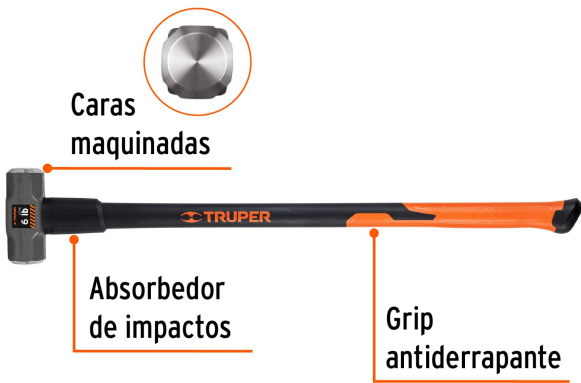 Caras
maquinadas
6 lb
TRUPER
Absorbedor
de impactos
Grip
antiderrapante